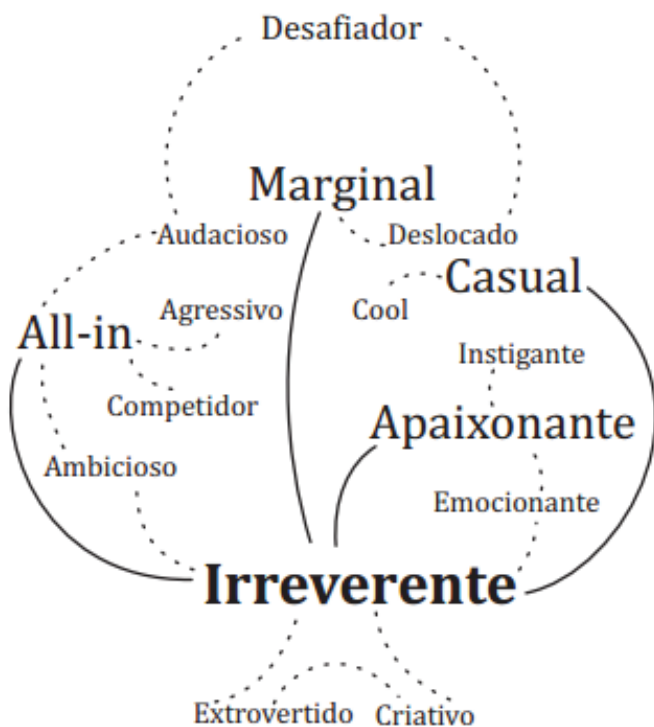 Desafiador
Marginal
Audacioso
Deslocado
Casual
Agressivo
Cool
All-in
Instigante
Competidor
Apaixonante
Ambicioso
Emocionante
Irreverente
Extrovertido
Criativo